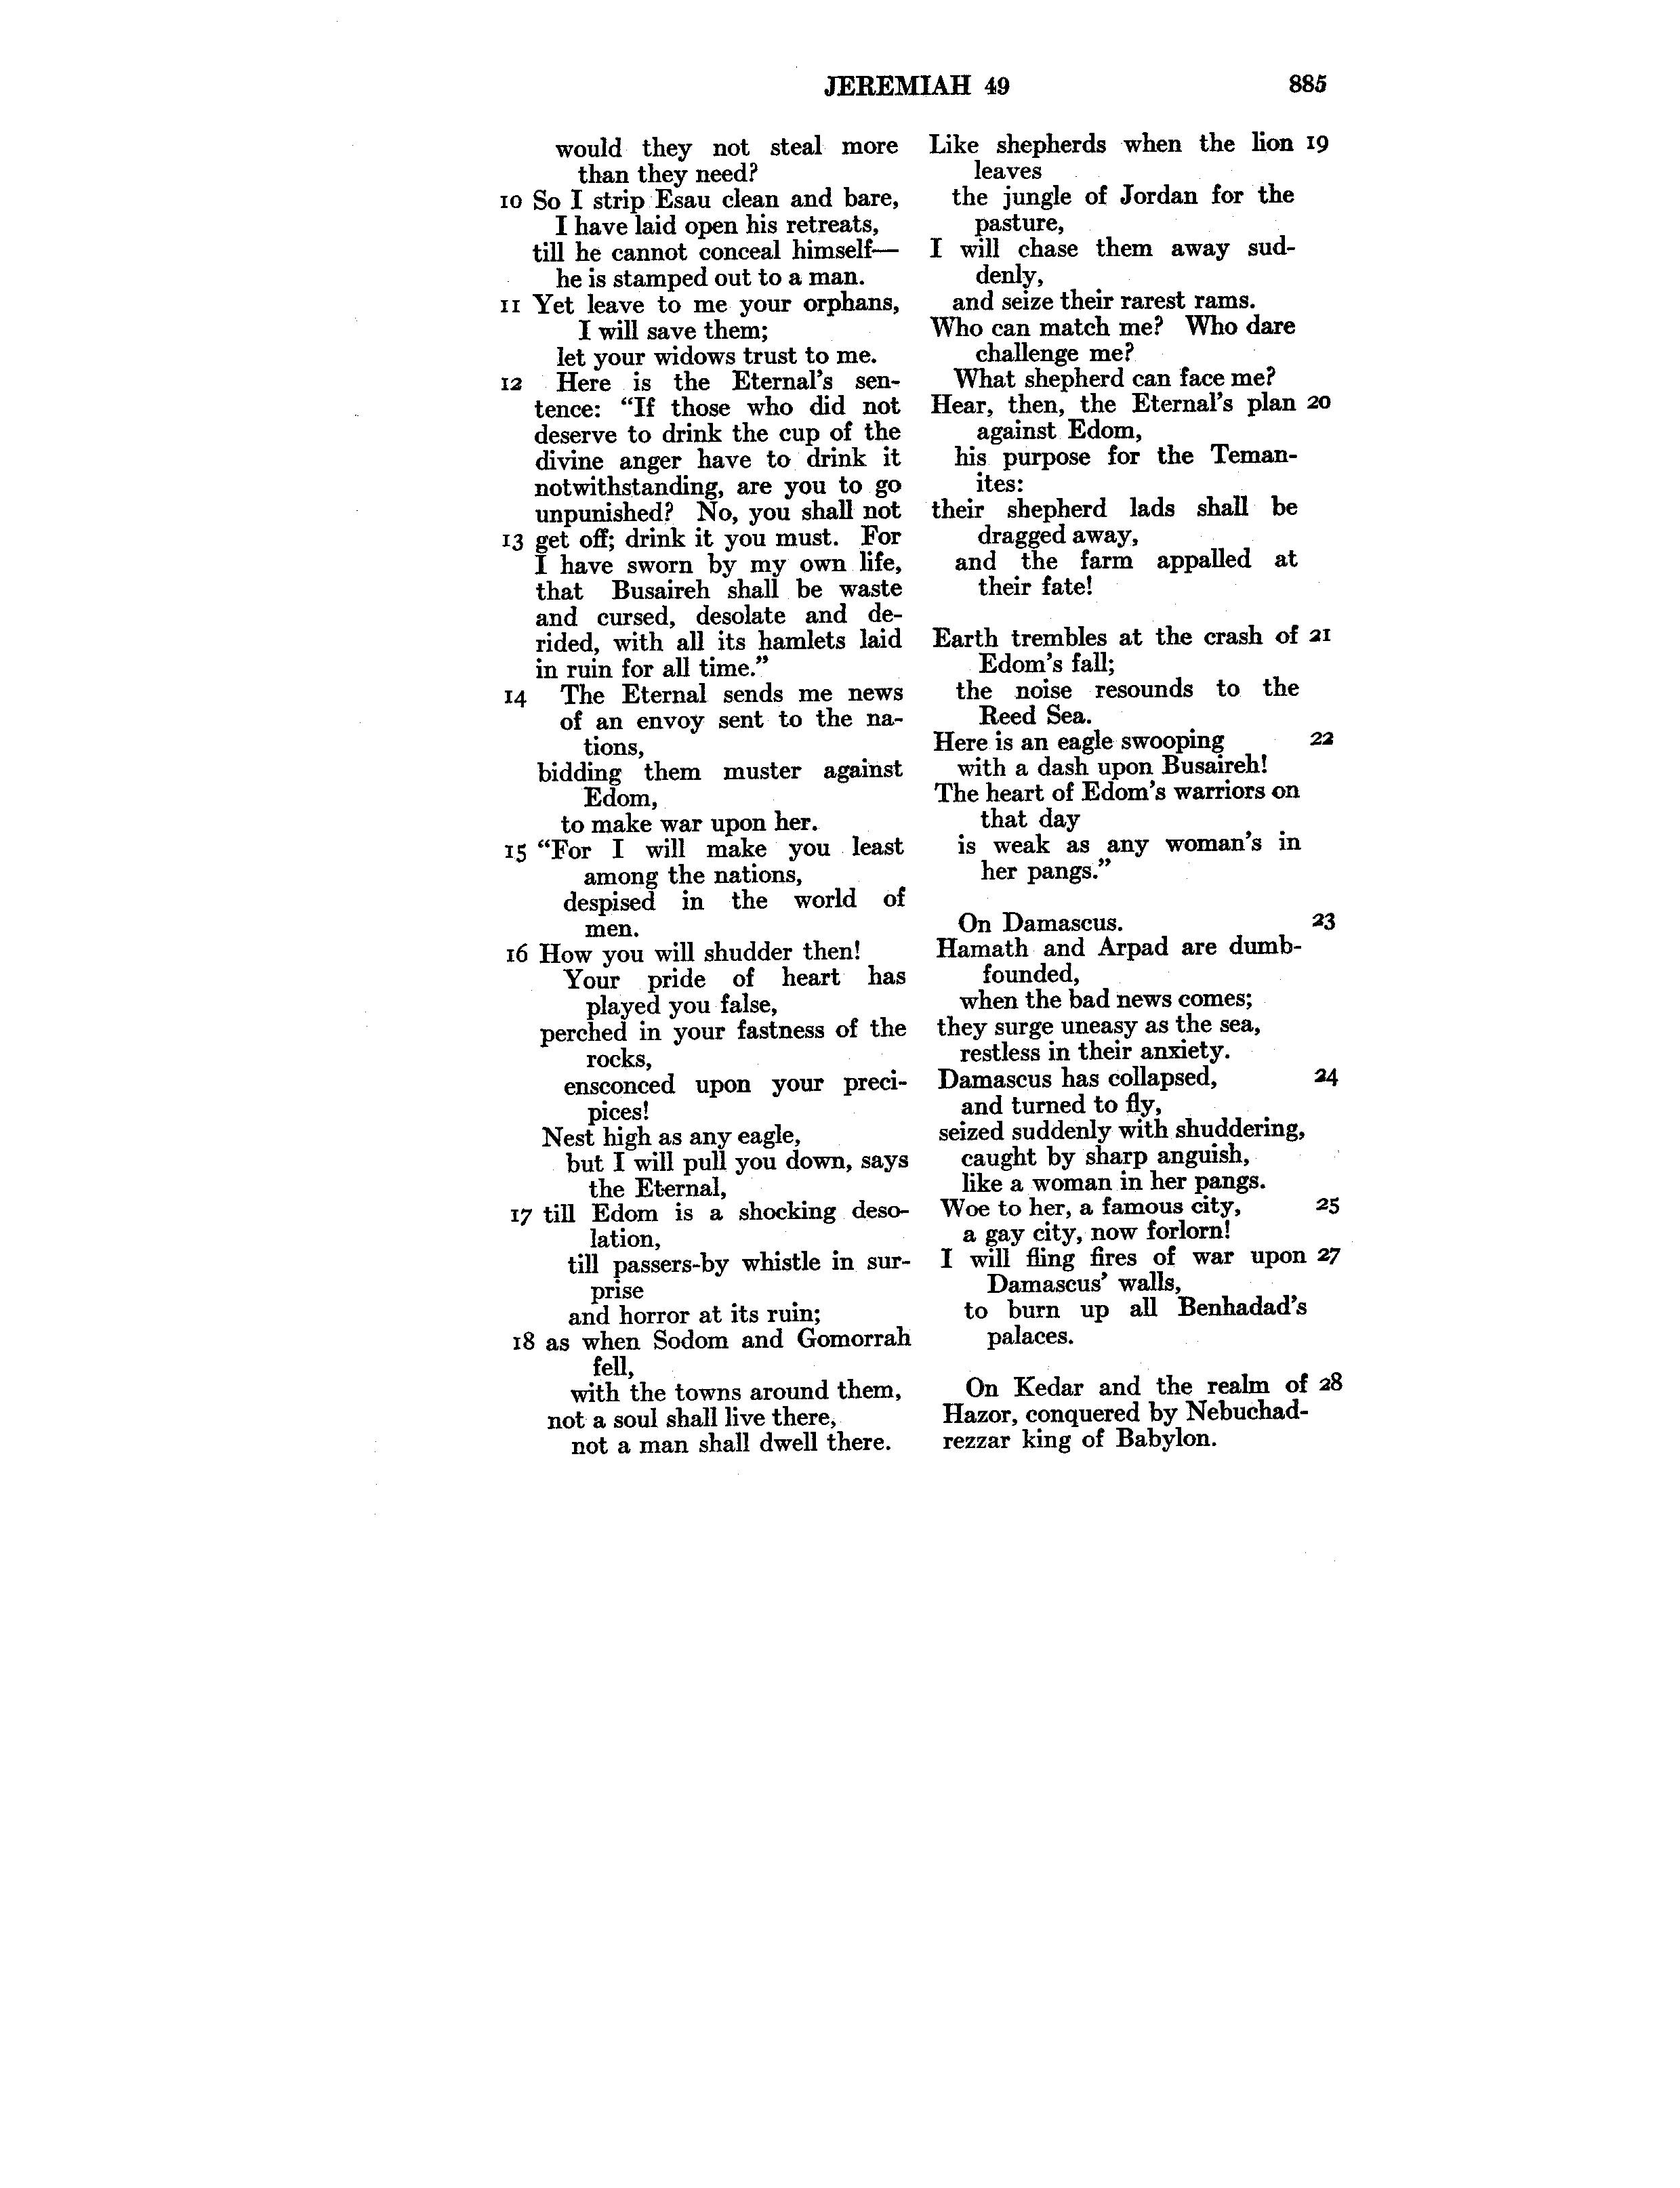 JEREMIAH 49 885
would they not steal more
than they need?
10 So I strip Esau clean and bare,
I have laid open his retreats,
till he cannot conceal himself—
he is stamped out to a man.
11 Yet leave to me your orphans,
I will save them;
let your widows trust to me.
12 Here is the Eternal's sen-
tence: “If those who did not
deserve to drink the cup of the
divine anger have to drink it
notwithstanding, are you to go
unpunished? No, you shall not
13 get off; drink it you must. For
I have sworn by my own life,
that Busaireh shall be waste
and cursed, desolate and de-
rided, with all its hamlets laid
in ruin for all time.”
14 The Eternal sends me news
of an envoy sent to the na-
tions,
bidding them muster against
Edom,
to make war upon her.
15 “For I will make you least
among the nations,
despised in the world of
men.
16 How you will shudder then!
Your pride of heart has
played you false,
perched in your fastness of the
rocks,
ensconced upon your preci-
pices!
Nest high as any eagle,
but I will pull you down, says
the Eternal,
17 till Edom is a shocking deso-
lation,
till passers-by whistle in sur-
prise
and horror at its ruin;
18 as when Sodom and Gomorrah
fell,
with the towns around them,
not a soul shall live there,
not a man shall dwell there.
Like shepherds when the lion 19
leaves
the jungle of Jordan for the
pasture,
I will chase them away sud-
denly,
and seize their rarest rams.
Who can match me? Who dare
challenge me?
What shepherd can face me?
Hear, then, the Eternal's plan 20
against Edom,
his purpose for the Teman-
ites:
their shepherd lads shall be
dragged away,
and the farm appalled at
their fate!
Earth trembles at the crash of 21
Edom's fall;
the noise resounds to the
Reed Sea.
Here is an eagle swooping 22
with a dash upon Busaireh!
The heart of Edom's warriors on
that day
is weak as any woman's in
her pangs.”
On Damascus. 23
Hamath and Arpad are dumb-
founded,
when the bad news comes;
they surge uneasy as the sea,
restless in their anxiety.
Damascus has collapsed, 24
and turned to fly,
seized suddenly with shuddering,
caught by sharp anguish,
like a woman in her pangs.
Woe to her, a famous city, 25
a gay city, now forlorn!
I will fling fires of war upon 27
Damascus' walls,
to burn up all Benhadad's
palaces.
On Kedar and the realm of 28
Hazor, conquered by Nebuchad-
rezzar king of Babylon.